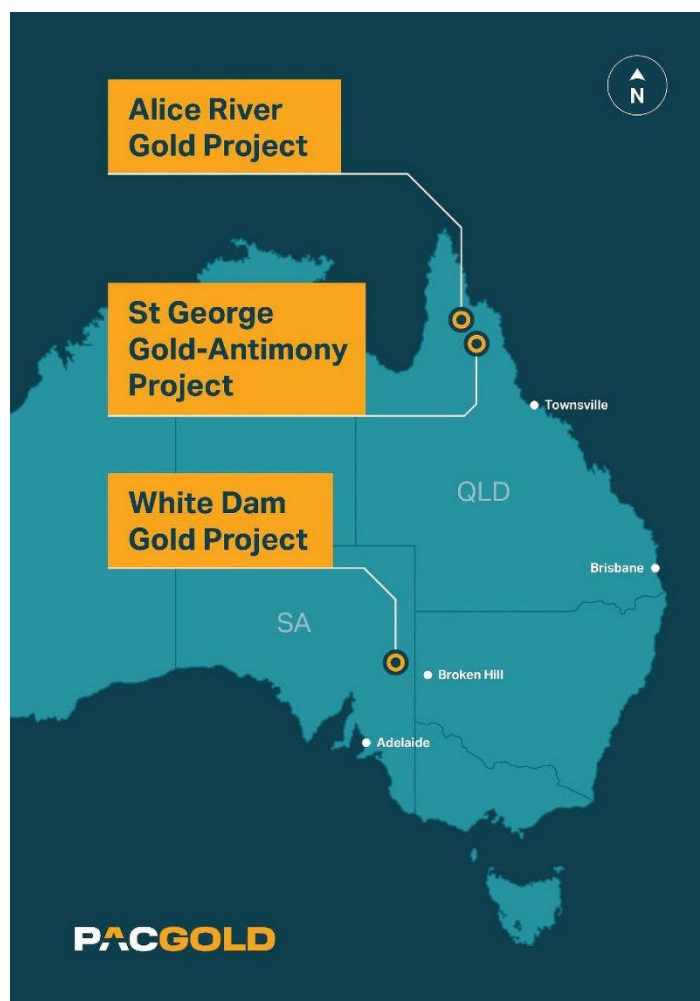 Alice River
Gold Project
N
St George
Gold-Antimony
Project
Townsville
White Dam
Gold Project
QLD
Brisbane
SA
Broken Hill
Adelaide
PACGOLD